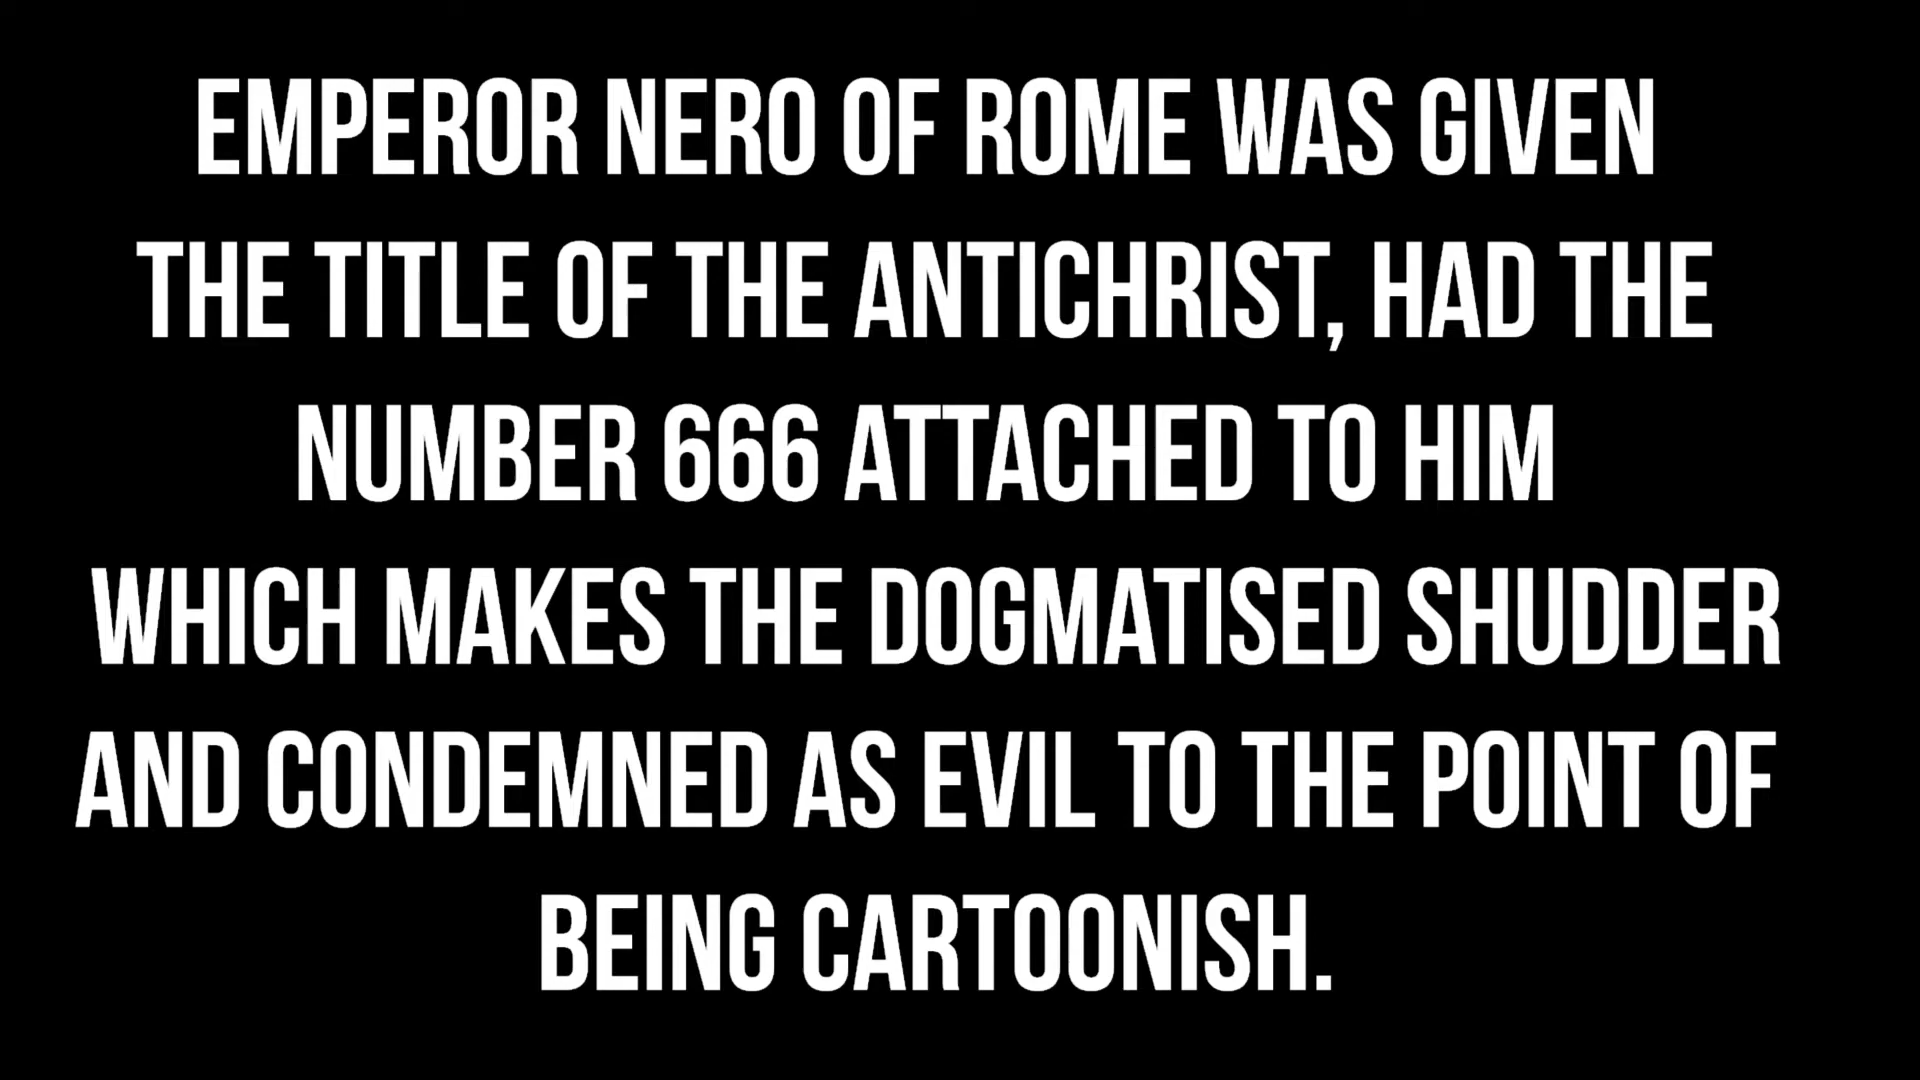 EMPEROR NERO OF ROME WAS GIVEN
THE TITLE OF THE ANTICHRIST, HAD THE
NUMBER 666 ATTACHED TO HIM
WHICH MAKES THE DOGMATISED SHUDDER
AND CONDEMNED AS EVIL TO THE POINT OF
BEING CARTOONISH.